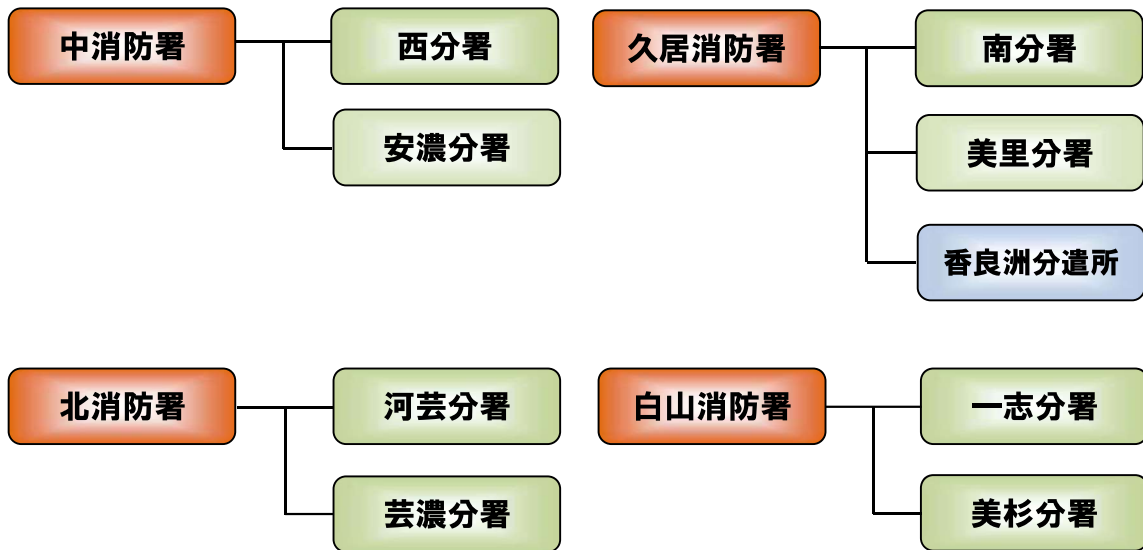 中消防署
西分署
安濃分署
久居消防署
南分署
美里分署
香良洲分遣所
北消防署
河芸分署
芸濃分署
白山消防署
一志分署
美杉分署